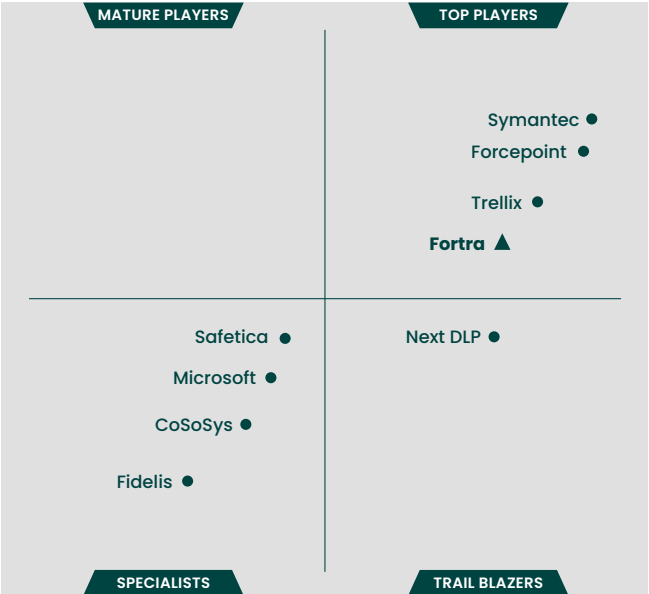 MATURE PLAYERS
TOP PLAYERS
Symantec
Forcepoint
Trellix
Fortra
Safetica
Next DLP
Microsoft
CoSoSys
Fidelis
SPECIALISTS
TRAIL BLAZERS